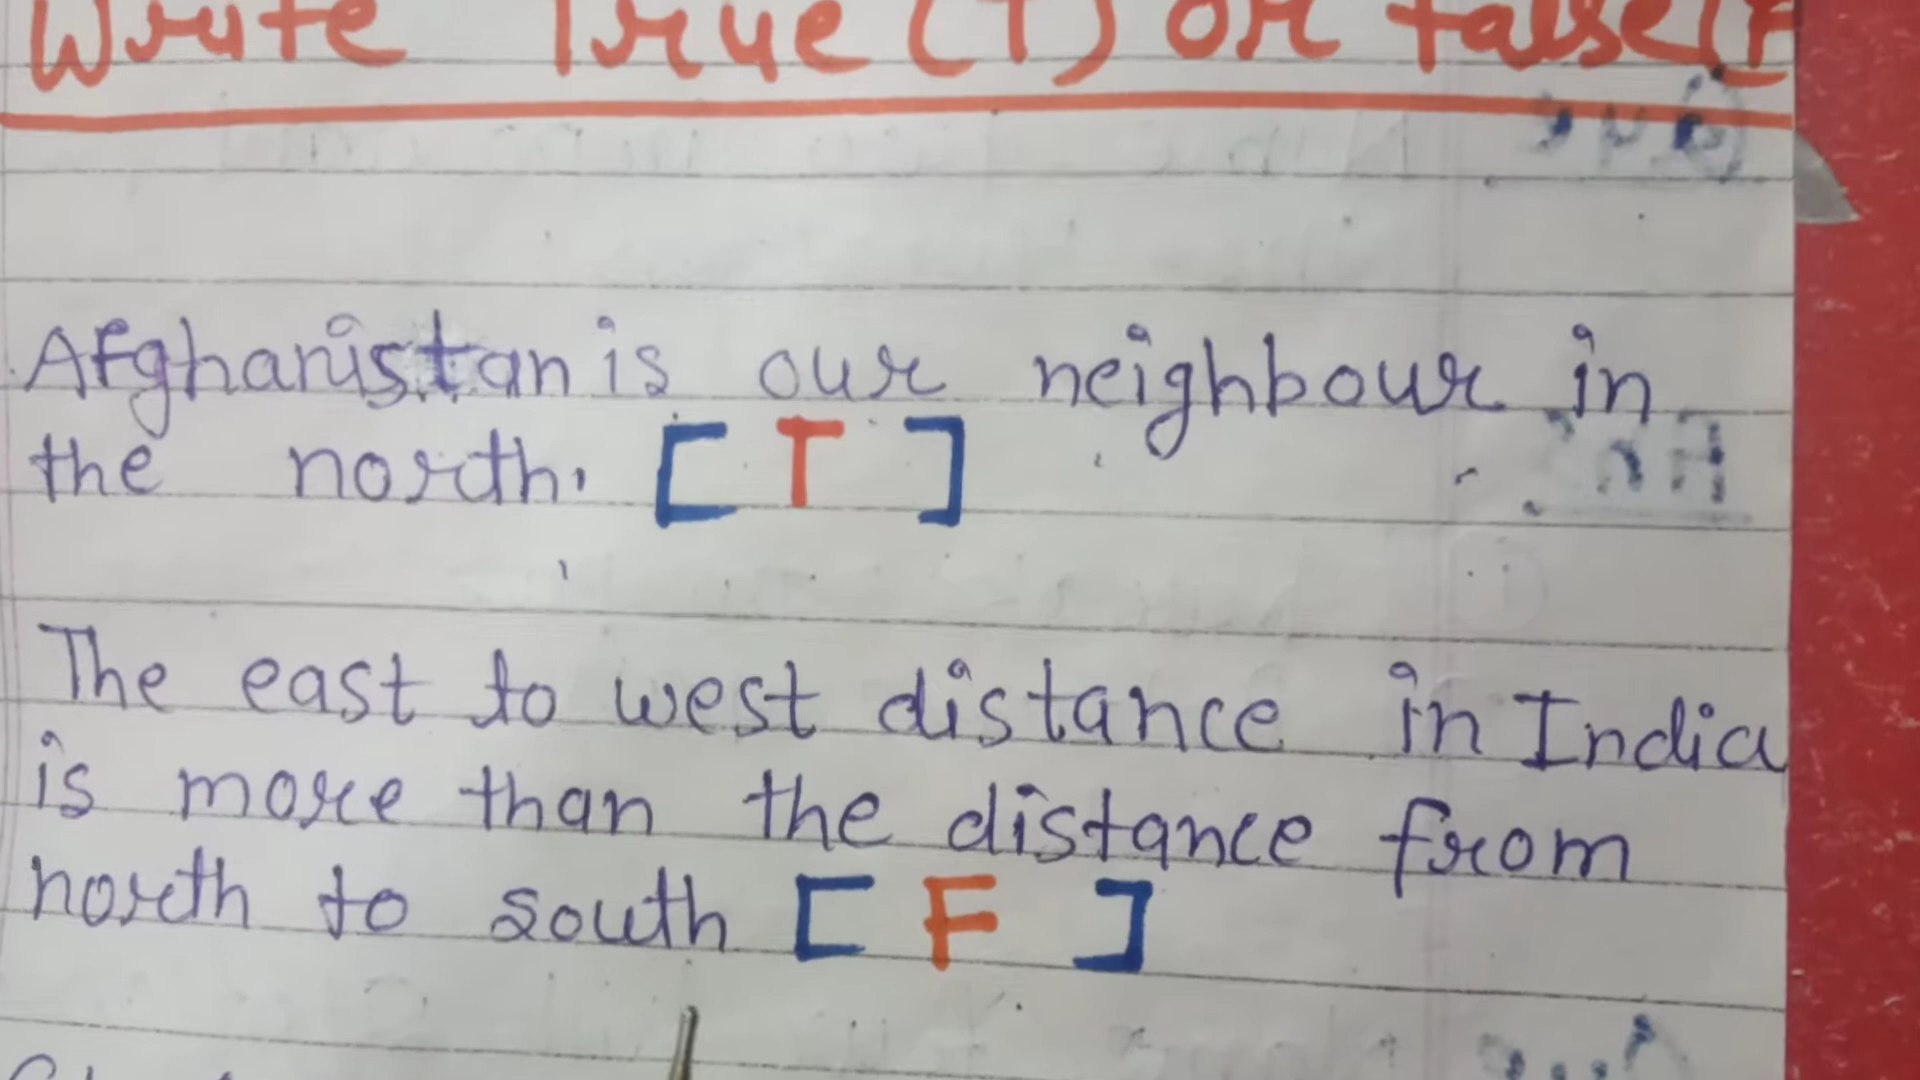 Write True (T) or false (F
Afghanistan is our neighbour in
the north. [ T ]
The east to west distance in India
is more than the distance from
north to south [ F ]